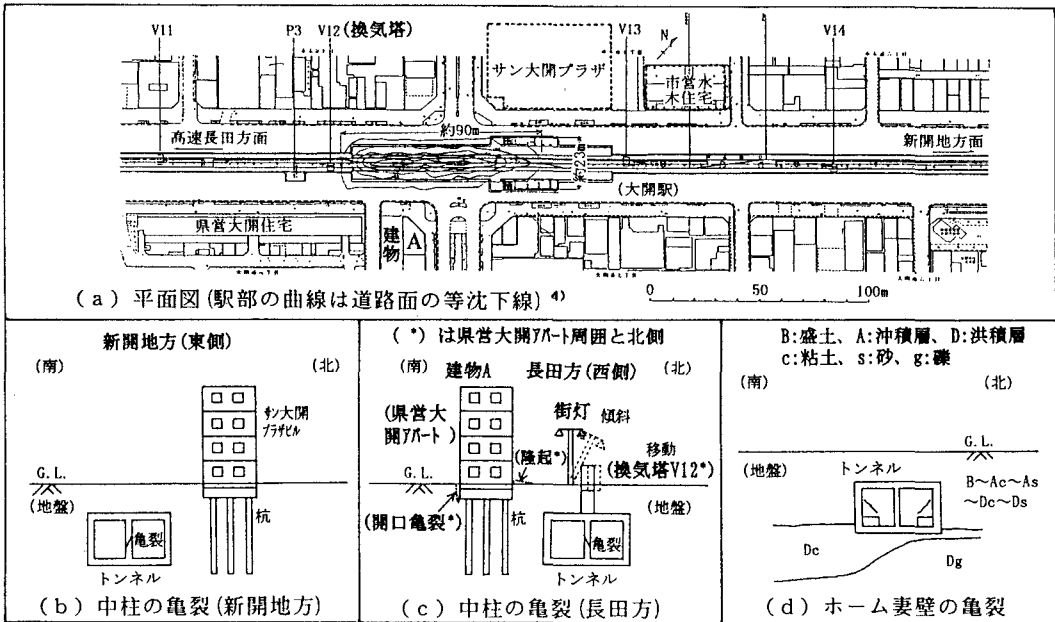 V11
P3
V12(換気塔)
V13
V14
N
サン大開プラザ
市営水
木住宅
約90m
約23m
高速長田方面
新開地方面
(大開駅)
県営大開住宅
建物A
0 50 100m
(a) 平面図(駅部の曲線は道路面の等沈下線) 4)
新開地方(東側)
(南)
(北)
サン大開
プラザビル
G.L.
(地盤)
杭
亀裂
トンネル
(b) 中柱の亀裂(新開地方)
(*)は県営大開アパート周囲と北側
(南) 建物A 長田方(西側) (北)
街灯
傾斜
(県営大
開アパート)
移動
(隆起*)
(換気塔V12*)
G.L.
(地盤)
(開口亀裂*)
杭
亀裂
トンネル
(c) 中柱の亀裂(長田方)
B:盛土、A:沖積層、D:洪積層
c:粘土、s:砂、g:礫
(南)
(北)
G.L.
(地盤)
トンネル
B~Ac~As
~Dc~Ds
Dc
Dg
(d) ホーム妻壁の亀裂